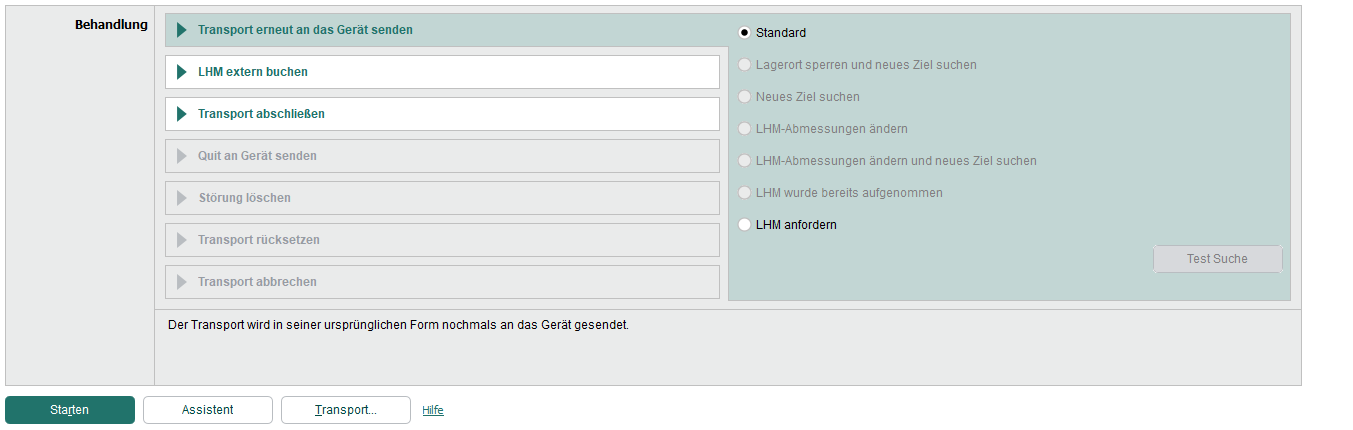 Behandlung
Transport erneut an das Gerät senden
LHM extern buchen
Transport abschließen
Quit an Gerät senden
Störung löschen
Transport rücksetzen
Transport abbrechen
Standard
Lagerort sperren und neues Ziel suchen
Neues Ziel suchen
LHM-Abmessungen ändern
LHM-Abmessungen ändern und neues Ziel suchen
LHM wurde bereits aufgenommen
LHM anfordern
Test Suche
Der Transport wird in seiner ursprünglichen Form nochmals an das Gerät gesendet.
Starten Assistent Transport... Hilfe